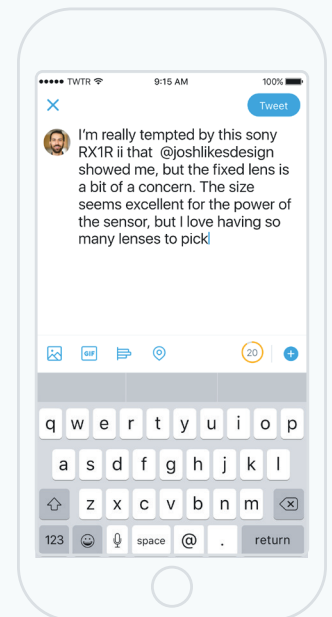 TWTR 9:15 AM 100%
Tweet
I'm really tempted by this sony
RX1R ii that  @joshlikesdesign
showed me, but the fixed lens is
a bit of a concern. The size
seems excellent for the power of
the sensor, but I love having so
many lenses to pick
GIF 20
q w e r t y u i o p
a s d f g h j k l
z x c v b n m
123 space @ . return